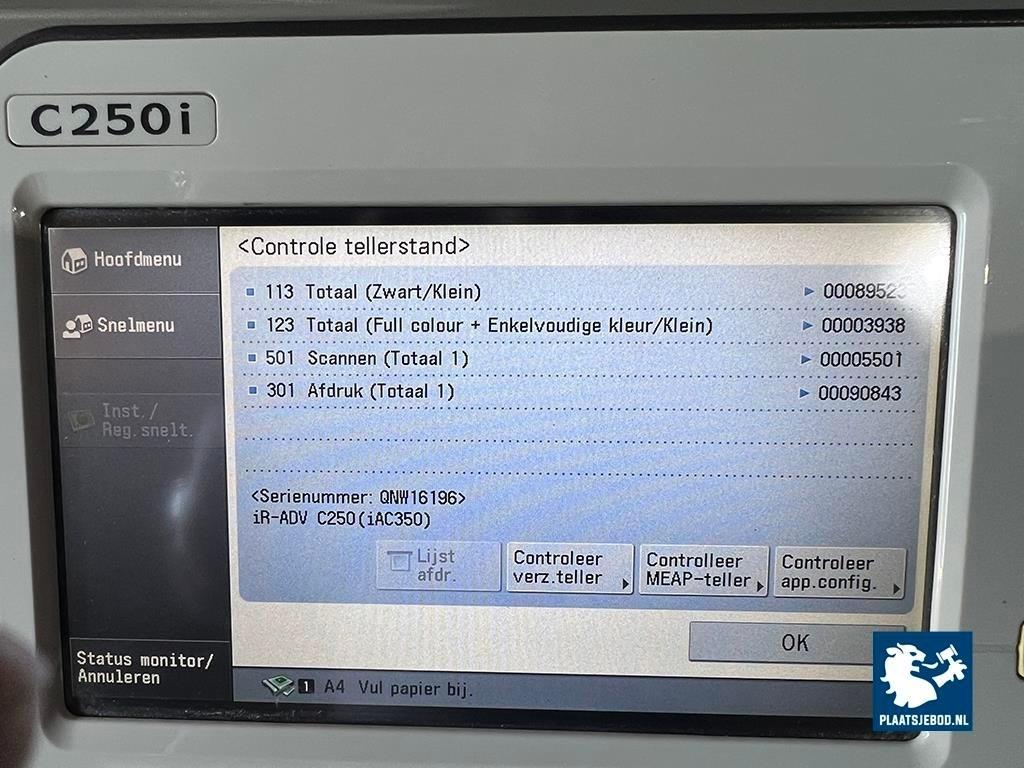 C250i
Hoofdmenu
Snelmenu
Inst./
Reg.snelt.
Status monitor/
Annuleren
<Controle tellerstand>
113 Totaal (Zwart/Klein) 00089523
123 Totaal (Full colour + Enkelvoudige kleur/Klein) 00003938
501 Scannen (Totaal 1) 00005501
301 Afdruk (Totaal 1) 00090843
<Serienummer: QNW16196>
iR-ADV C250(iAC350)
Lijst
afdr.
Controleer
verz.teller
Controlleer
MEAP-teller
Controleer
app.config.
OK
1 A4 Vul papier bij.
PLAATSJEBOD.NL